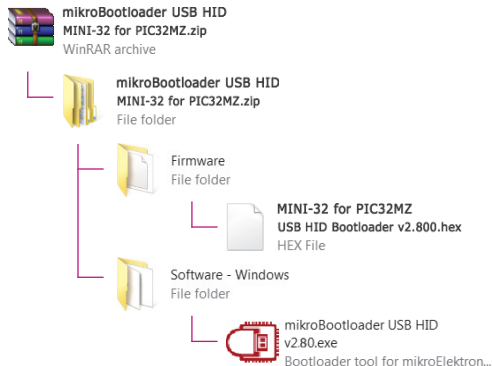 mikroBootloader USB HID
MINI-32 for PIC32MZ.zip
WinRAR archive
mikroBootloader USB HID
MINI-32 for PIC32MZ.zip
File folder
Firmware
File folder
MINI-32 for PIC32MZ
USB HID Bootloader v2.800.hex
HEX File
Software - Windows
File folder
mikroBootloader USB HID
v2.80.exe
Bootloader tool for mikroElektron...